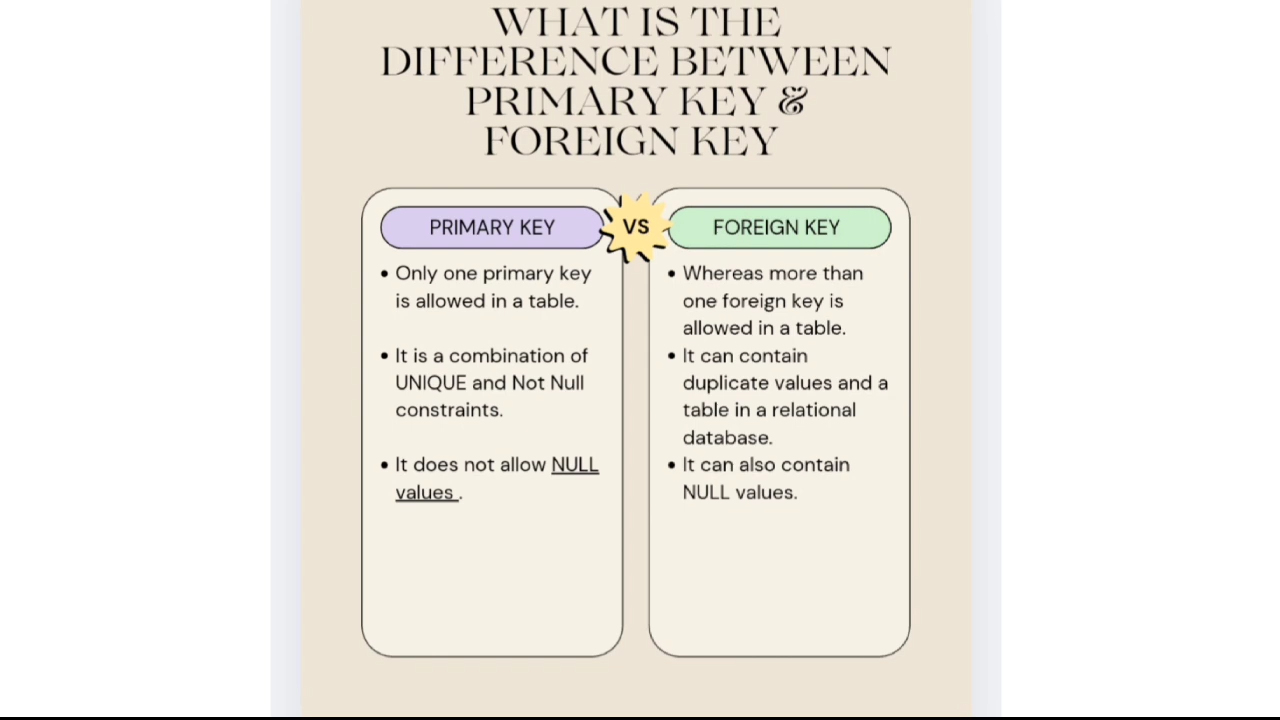 WHAT IS THE
DIFFERENCE BETWEEN
PRIMARY KEY &
FOREIGN KEY
PRIMARY KEY
VS
FOREIGN KEY
• Only one primary key
is allowed in a table.
• It is a combination of
UNIQUE and Not Null
constraints.
• It does not allow NULL
values .
• Whereas more than
one foreign key is
allowed in a table.
• It can contain
duplicate values and a
table in a relational
database.
• It can also contain
NULL values.